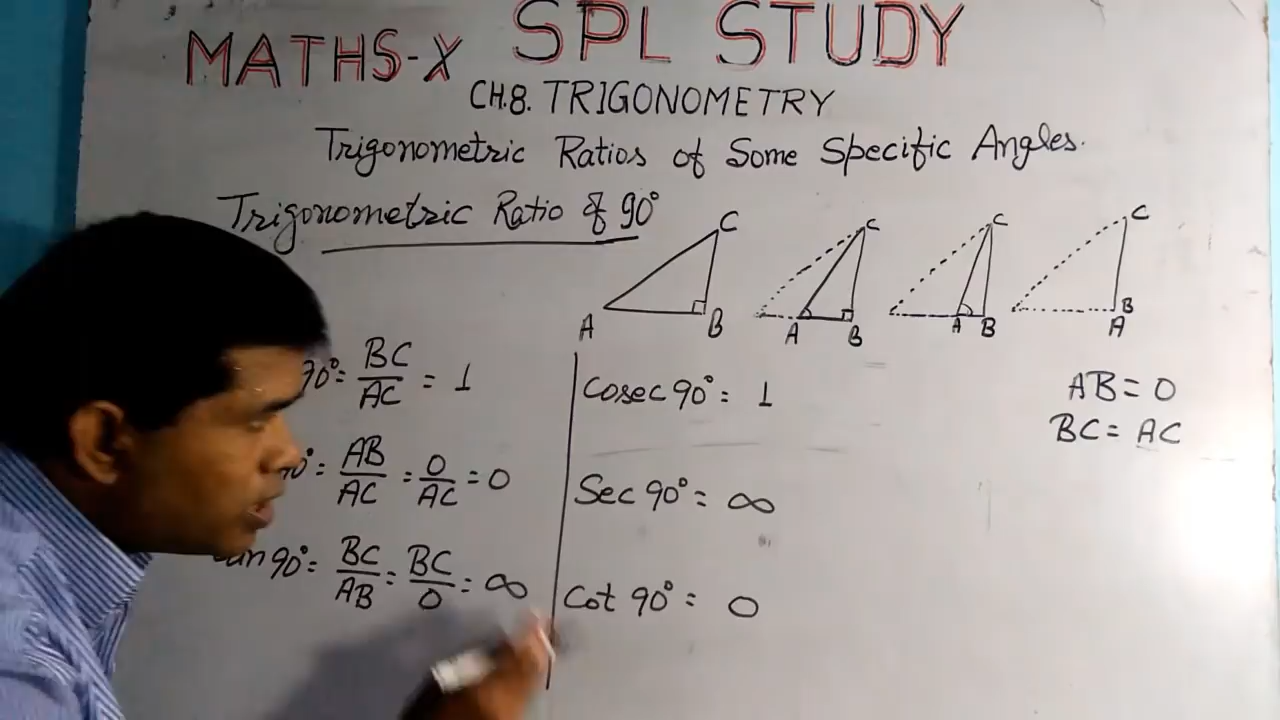 MATHS-X SPL STUDY
CH.8. TRIGONOMETRY
Trigonometric Ratios of Some Specific Angles.
Trigonometric Ratio of 90°
A B C
A B C
A B C
A B C
90° = BC/AC = 1
= AB/AC = 0/AC = 0
90° = BC/AB = BC/0 = ∞
Cosec 90° = 1
Sec 90° = ∞
Cot 90° = 0
AB = 0
BC = AC